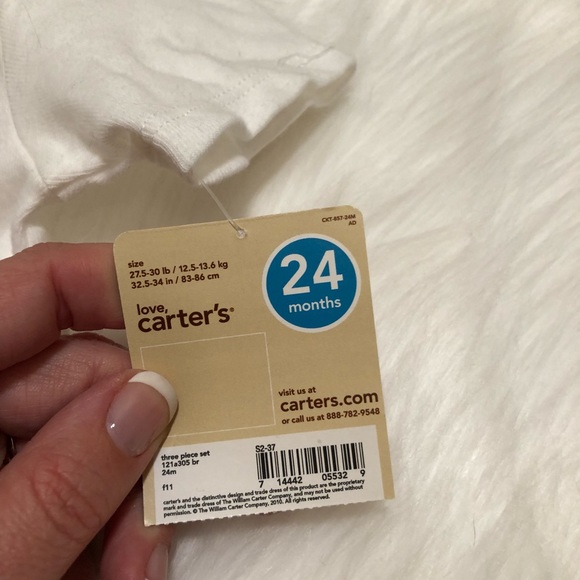 CKT-857-24M
AD
size
27.5-30 lb / 12.5-13.6 kg
32.5-34 in / 83-86 cm
24
months
love,
carter's®
visit us at
carters.com
or call us at 888-782-9548
three piece set
121a305 br
24m
f11
S2-37
7 14442 05532 9
carter's and the distinctive design and trade dress of this product are the proprietary
mark and trade dress of The William Carter Company, and may not be used without
permission. © The William Carter Company, 2010. All rights reserved.